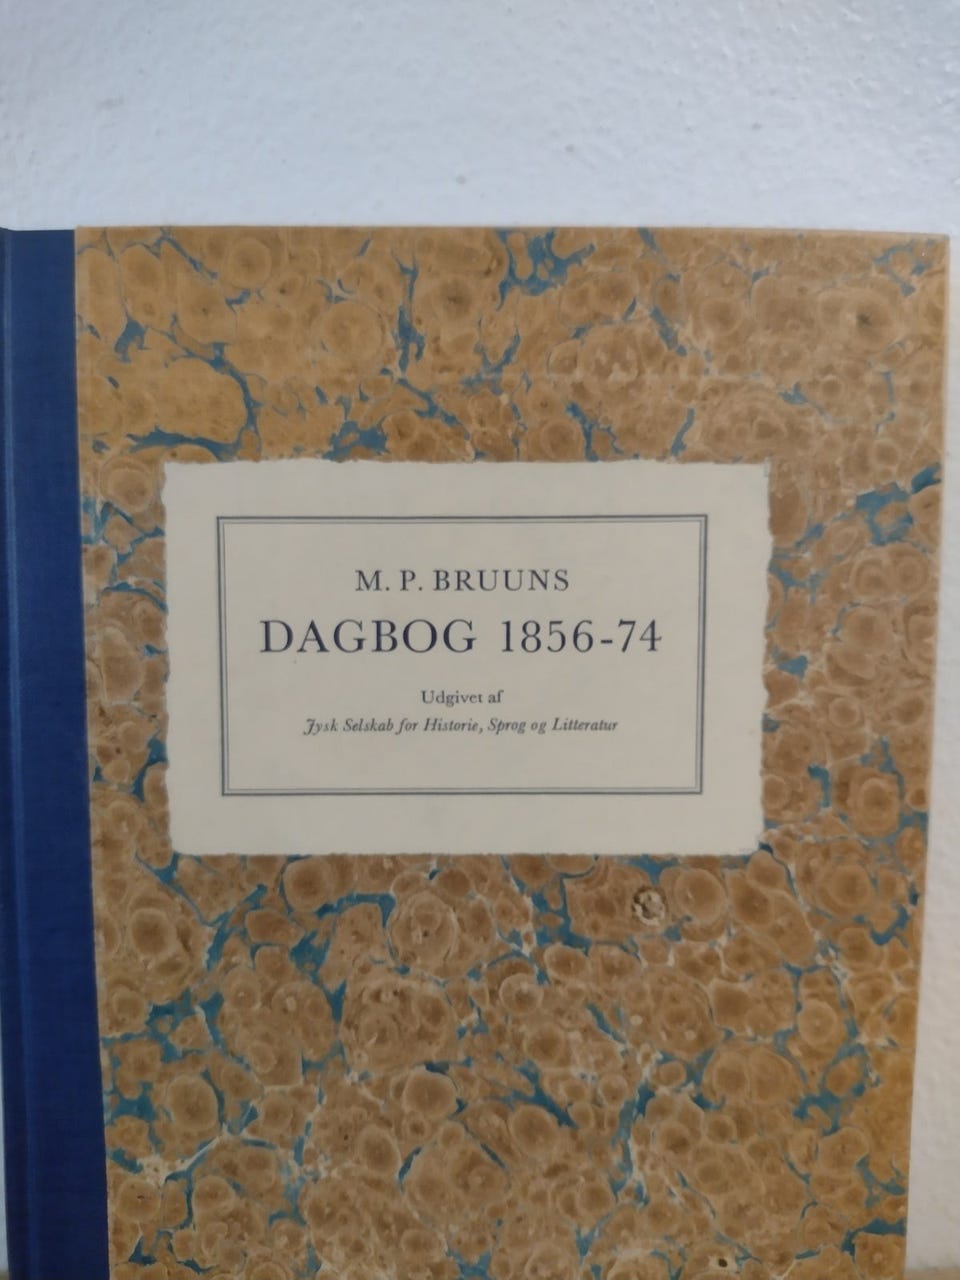 M. P. BRUUNS
DAGBOG 1856-74
Udgivet af
Jysk Selskab for Historie, Sprog og Litteratur